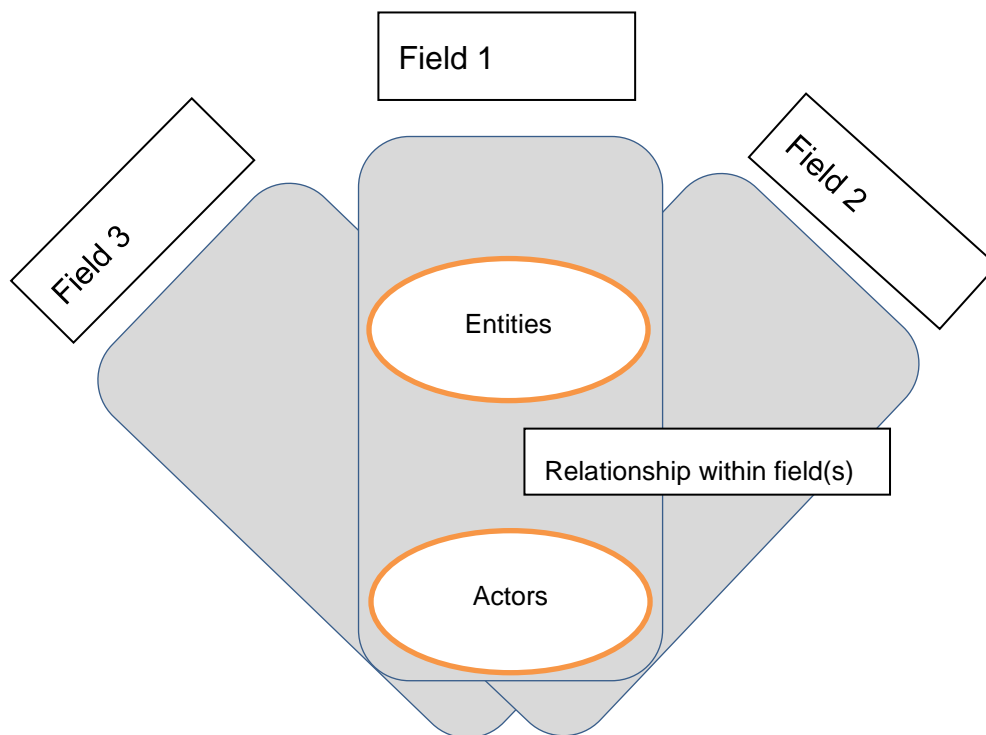 Field 1
Field 2
Field 3
Entities
Relationship within field(s)
Actors